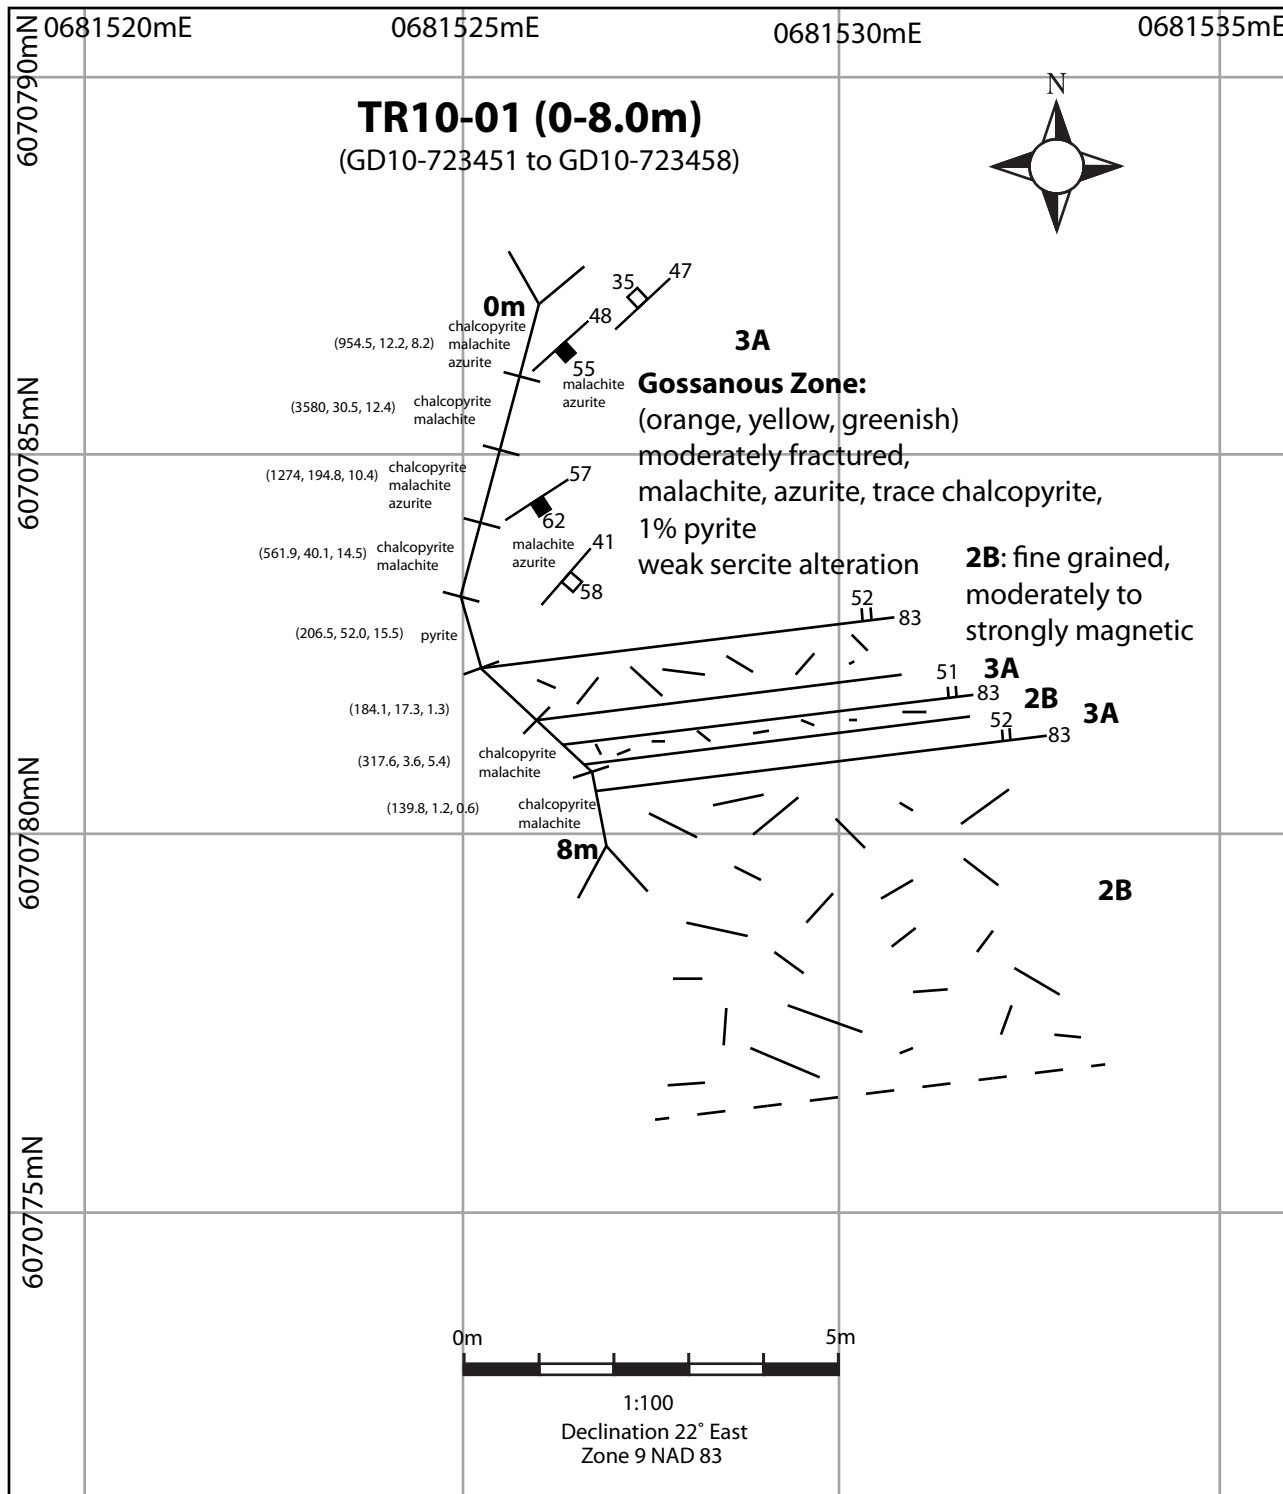 0681520mE
0681525mE
0681530mE
0681535mE
6070790mN
TR10-01 (0-8.0m)
(GD10-723451 to GD10-723458)
N
0m
35
47
48
55
malachite
azurite
(954.5, 12.2, 8.2)
chalcopyrite
malachite
azurite
3A
Gossanous Zone:
(orange, yellow, greenish)
moderately fractured,
malachite, azurite, trace chalcopyrite,
1% pyrite
weak sercite alteration
(3580, 30.5, 12.4)
chalcopyrite
malachite
6070785mN
(1274, 194.8, 10.4)
chalcopyrite
malachite
azurite
57
62
malachite
azurite
41
58
(561.9, 40.1, 14.5)
chalcopyrite
malachite
2B: fine grained,
moderately to
strongly magnetic
(206.5, 52.0, 15.5)
pyrite
52
83
3A
51
83
2B
3A
52
83
(184.1, 17.3, 1.3)
(317.6, 3.6, 5.4)
chalcopyrite
malachite
(139.8, 1.2, 0.6)
chalcopyrite
malachite
6070780mN
8m
2B
6070775mN
0m
5m
1:100
Declination 22° East
Zone 9 NAD 83